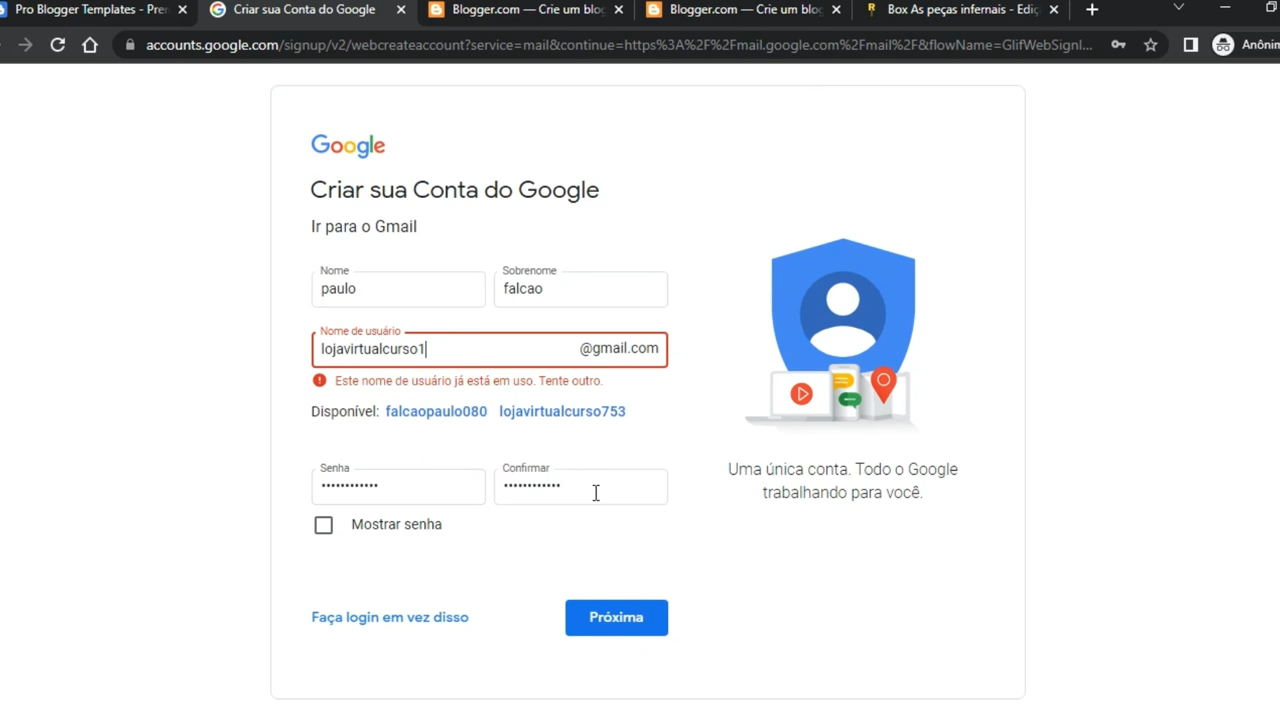 Pro Blogger Templates - Prer
Criar sua Conta do Google
Blogger.com — Crie um blog
Blogger.com — Crie um blog
Box As peças infernais - Ediç
accounts.google.com/signup/v2/webcreateaccount?service=mail&continue=https%3A%2F%2Fmail.google.com%2Fmail%2F&flowName=GlifWebSignI...
Anônim
Google
Criar sua Conta do Google
Ir para o Gmail
Nome
Sobrenome
paulo
falcao
Nome de usuário
lojavirtualcurso1
@gmail.com
Este nome de usuário já está em uso. Tente outro.
Disponível: falcaopaulo080 lojavirtualcurso753
Senha
Confirmar
Mostrar senha
Uma única conta. Todo o Google
trabalhando para você.
Faça login em vez disso
Próxima